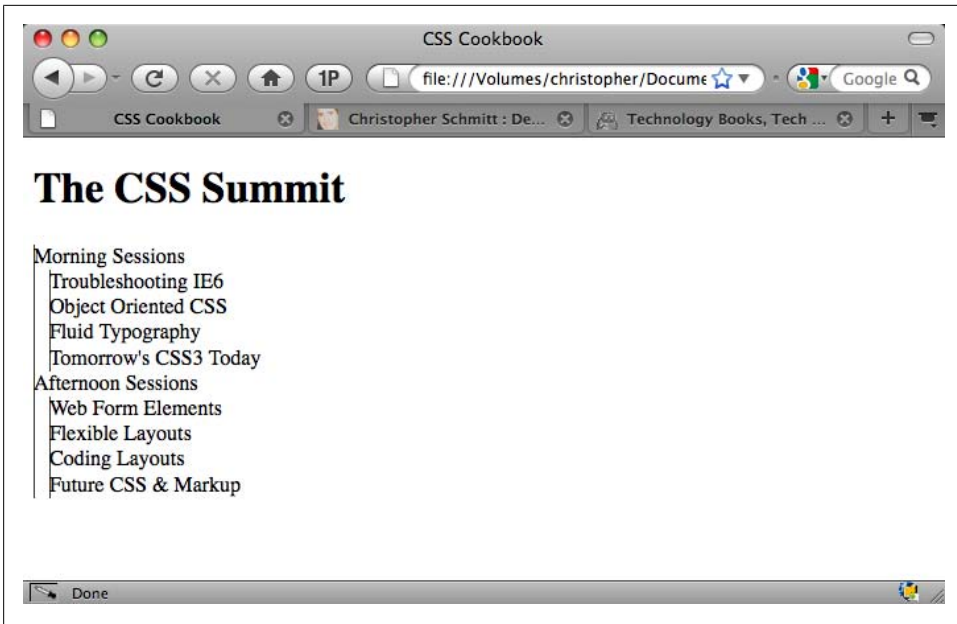 CSS Cookbook
1P
file:///Volumes/christopher/Docume
Google
CSS Cookbook
Christopher Schmitt : De...
Technology Books, Tech ...
The CSS Summit
Morning Sessions
Troubleshooting IE6
Object Oriented CSS
Fluid Typography
Tomorrow's CSS3 Today
Afternoon Sessions
Web Form Elements
Flexible Layouts
Coding Layouts
Future CSS & Markup
Done